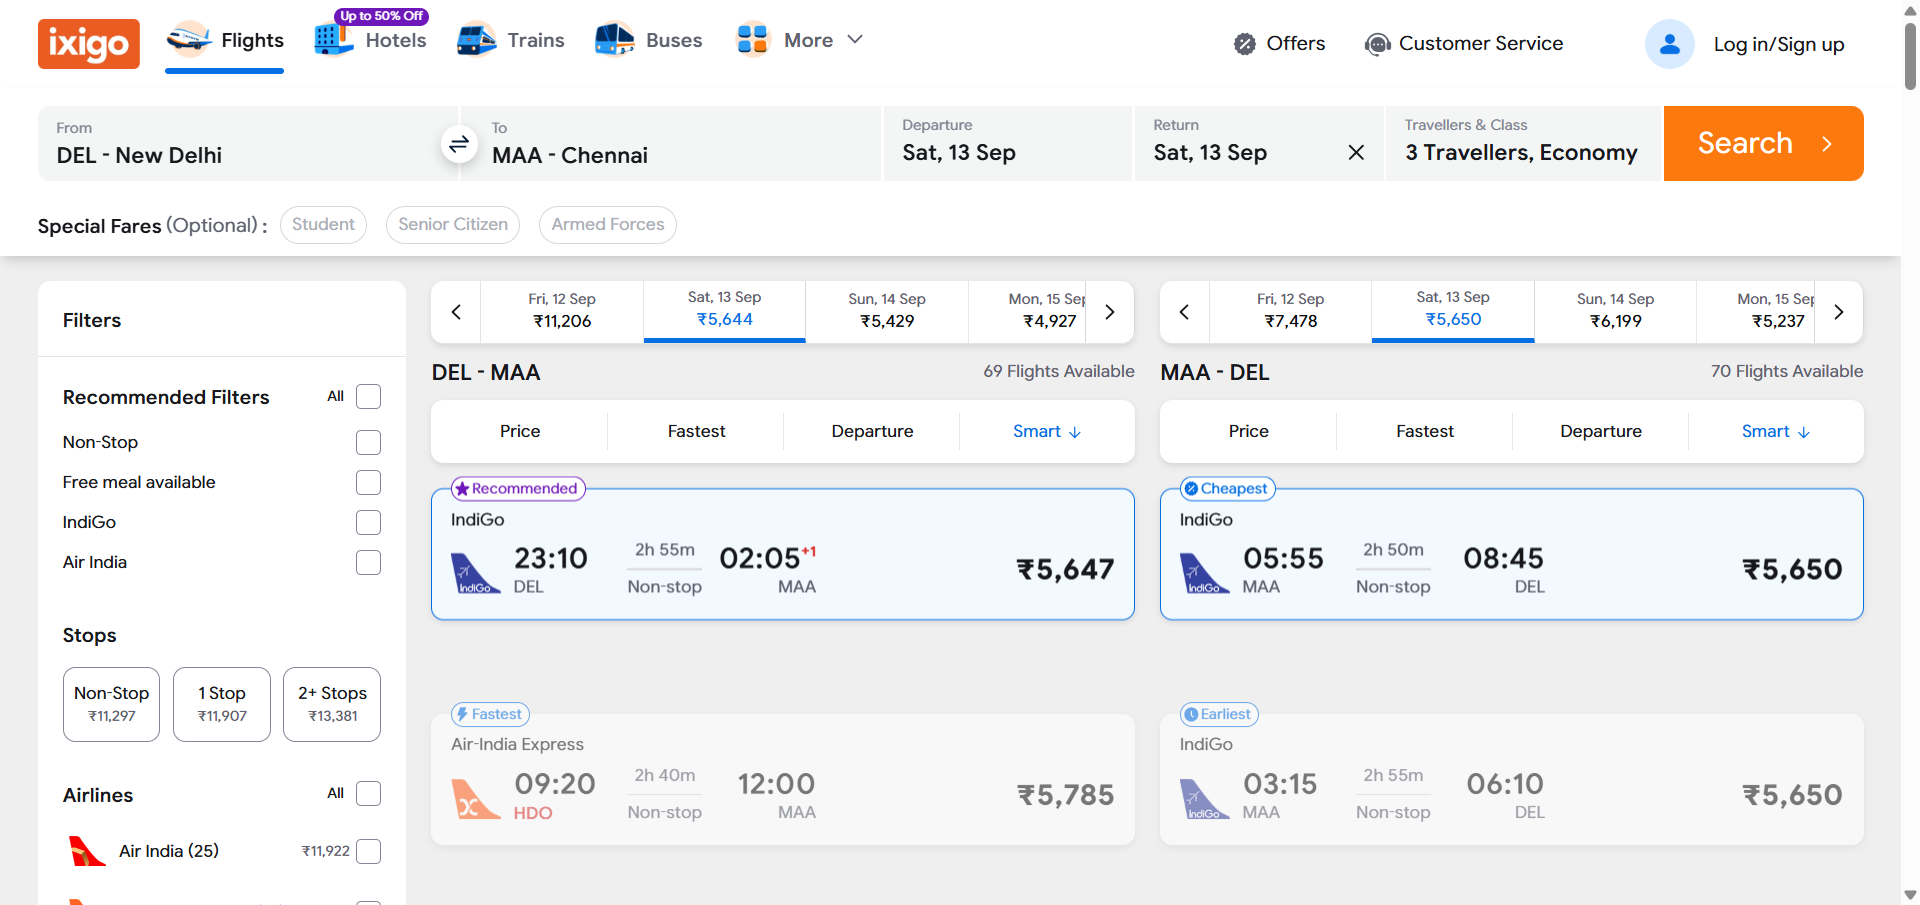 ixigo
Flights
Up to 50% Off
Hotels
Trains
Buses
More
Offers
Customer Service
Log in/Sign up
From
DEL - New Delhi
To
MAA - Chennai
Departure
Sat, 13 Sep
Return
Sat, 13 Sep
Travellers & Class
3 Travellers, Economy
Search
Special Fares (Optional) :
Student
Senior Citizen
Armed Forces
Filters
Recommended Filters
All
Non-Stop
Free meal available
IndiGo
Air India
Stops
Non-Stop
₹11,297
1 Stop
₹11,907
2+ Stops
₹13,381
Airlines
All
Air India (25)
₹11,922
Fri, 12 Sep
₹11,206
Sat, 13 Sep
₹5,644
Sun, 14 Sep
₹5,429
Mon, 15 Sep
₹4,927
DEL - MAA
69 Flights Available
Price
Fastest
Departure
Smart
Recommended
IndiGo
IndiGo
23:10
DEL
2h 55m
Non-stop
02:05+1
MAA
₹5,647
Fastest
Air-India Express
09:20
HDO
2h 40m
Non-stop
12:00
MAA
₹5,785
Fri, 12 Sep
₹7,478
Sat, 13 Sep
₹5,650
Sun, 14 Sep
₹6,199
Mon, 15 Sep
₹5,237
MAA - DEL
70 Flights Available
Price
Fastest
Departure
Smart
Cheapest
IndiGo
IndiGo
05:55
MAA
2h 50m
Non-stop
08:45
DEL
₹5,650
Earliest
IndiGo
IndiGo
03:15
MAA
2h 55m
Non-stop
06:10
DEL
₹5,650